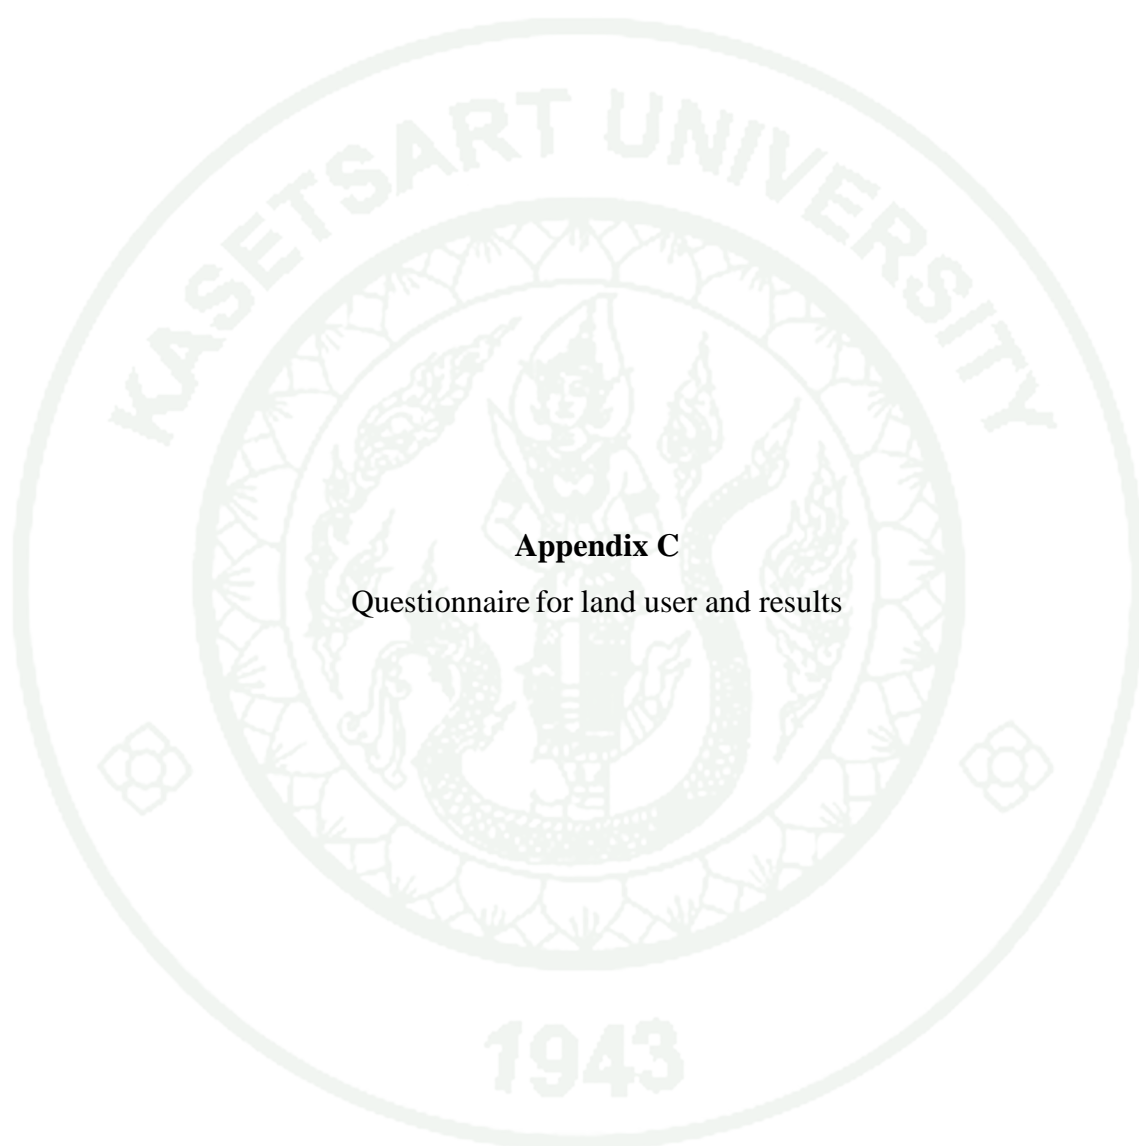 KASETSART UNIVERSITY
Appendix C
Questionnaire for land user and results
1943